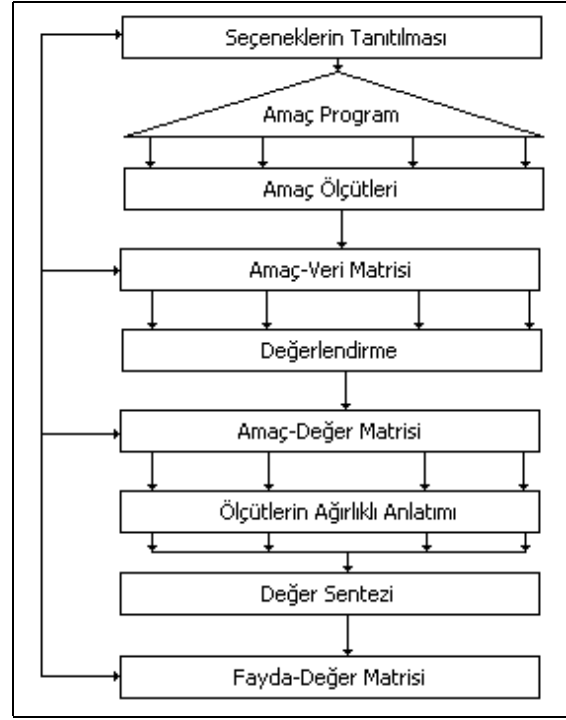 Seçeneklerin Tanıtılması
Amaç Program
Amaç Ölçütleri
Amaç-Veri Matrisi
Değerlendirme
Amaç-Değer Matrisi
Ölçütlerin Ağırlıklı Anlatımı
Değer Sentezi
Fayda-Değer Matrisi